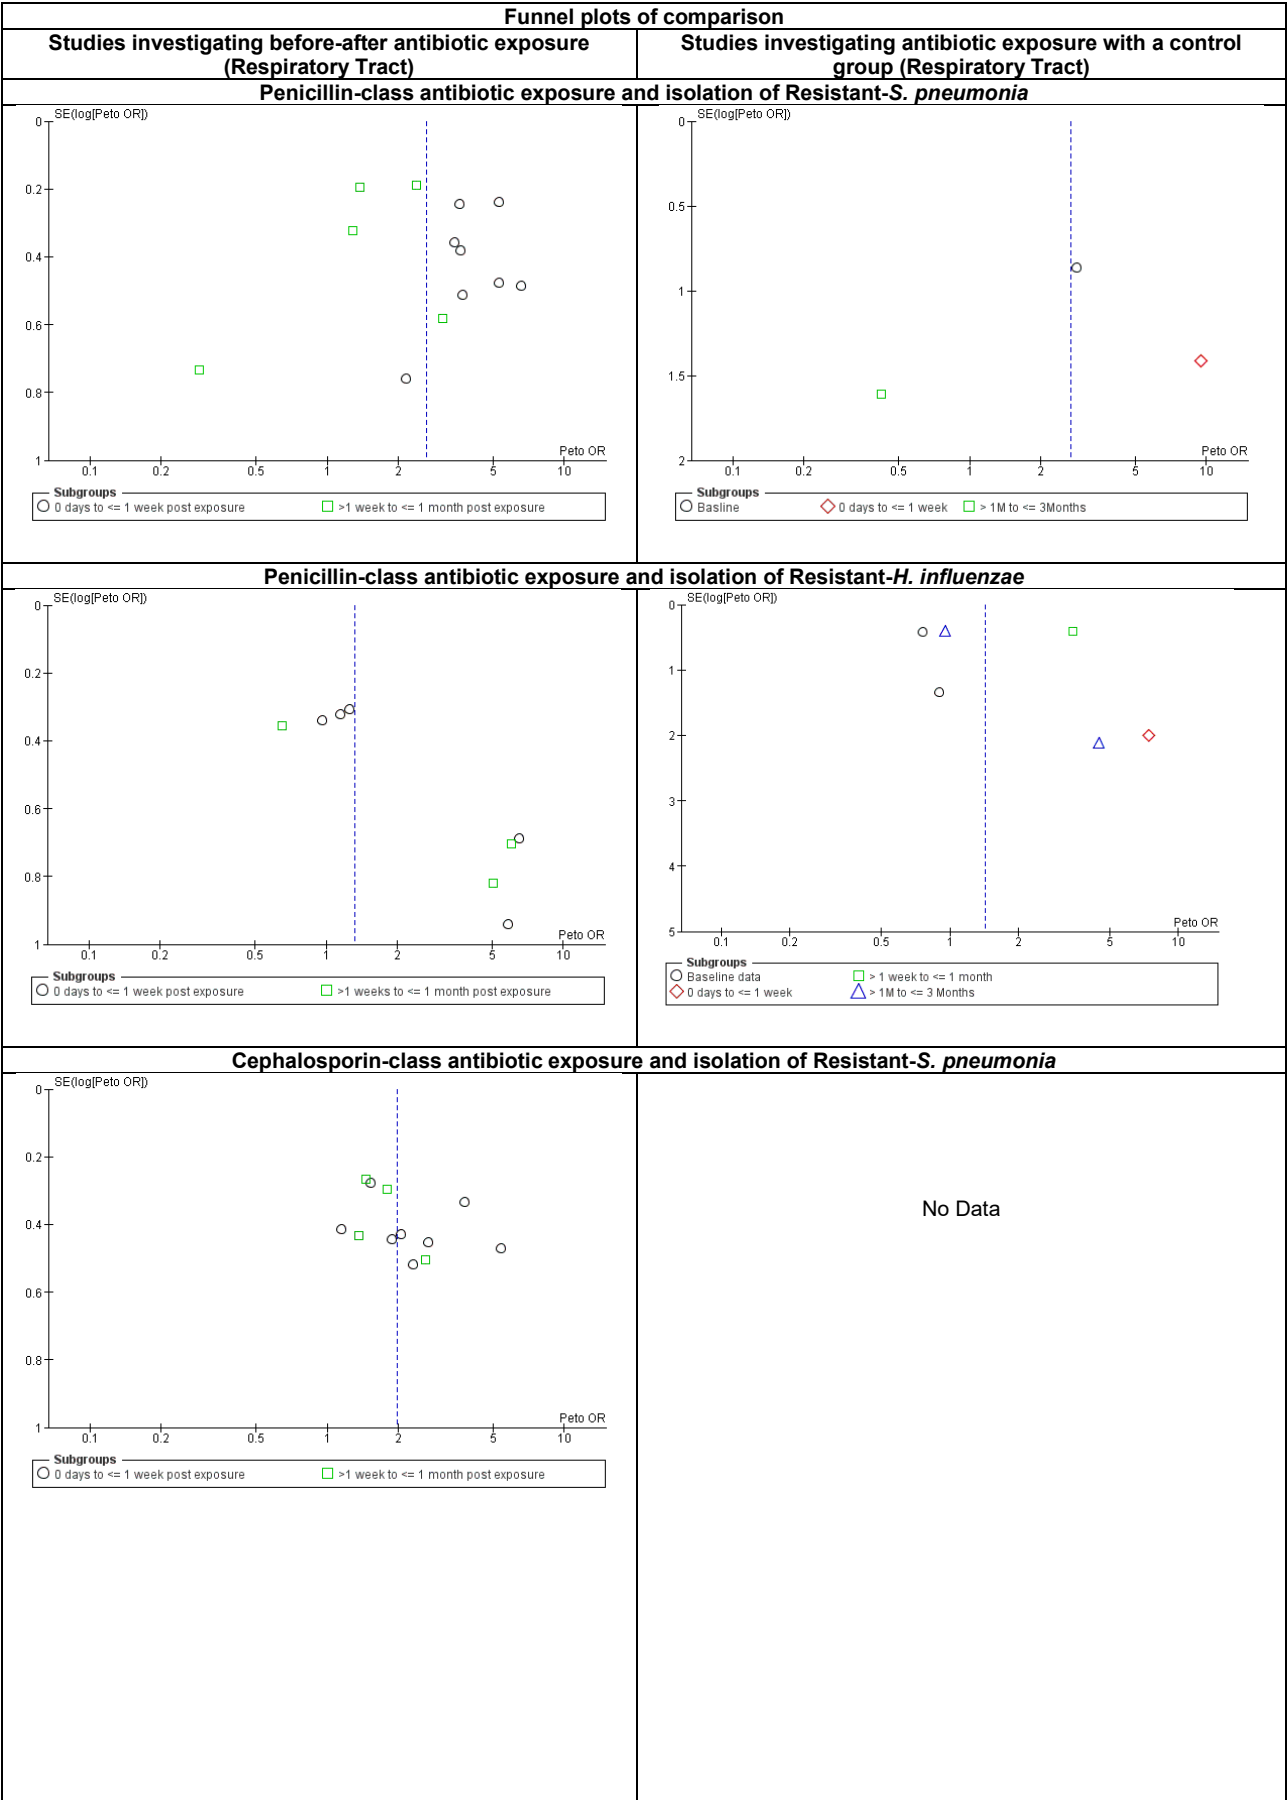 Funnel plots of comparison
Studies investigating before-after antibiotic exposure
(Respiratory Tract)
Studies investigating antibiotic exposure with a control
group (Respiratory Tract)
Penicillin-class antibiotic exposure and isolation of Resistant-S. pneumonia
SE(log[Peto OR])
0
0.2
0.4
0.6
0.8
1
0.1 0.2 0.5 1 2 5 10
Peto OR
Subgroups
0 days to <= 1 week post exposure >1 week to <= 1 month post exposure
SE(log[Peto OR])
0
0.5
1
1.5
2
0.1 0.2 0.5 1 2 5 10
Peto OR
Subgroups
Basline 0 days to <= 1 week > 1M to <= 3Months
Penicillin-class antibiotic exposure and isolation of Resistant-H. influenzae
SE(log[Peto OR])
0
0.2
0.4
0.6
0.8
1
0.1 0.2 0.5 1 2 5 10
Peto OR
Subgroups
0 days to <= 1 week post exposure >1 weeks to <= 1 month post exposure
SE(log[Peto OR])
0
1
2
3
4
5
0.1 0.2 0.5 1 2 5 10
Peto OR
Subgroups
Baseline data > 1 week to <= 1 month
0 days to <= 1 week > 1M to <= 3 Months
Cephalosporin-class antibiotic exposure and isolation of Resistant-S. pneumonia
SE(log[Peto OR])
0
0.2
0.4
0.6
0.8
1
0.1 0.2 0.5 1 2 5 10
Peto OR
Subgroups
0 days to <= 1 week post exposure >1 week to <= 1 month post exposure
No Data